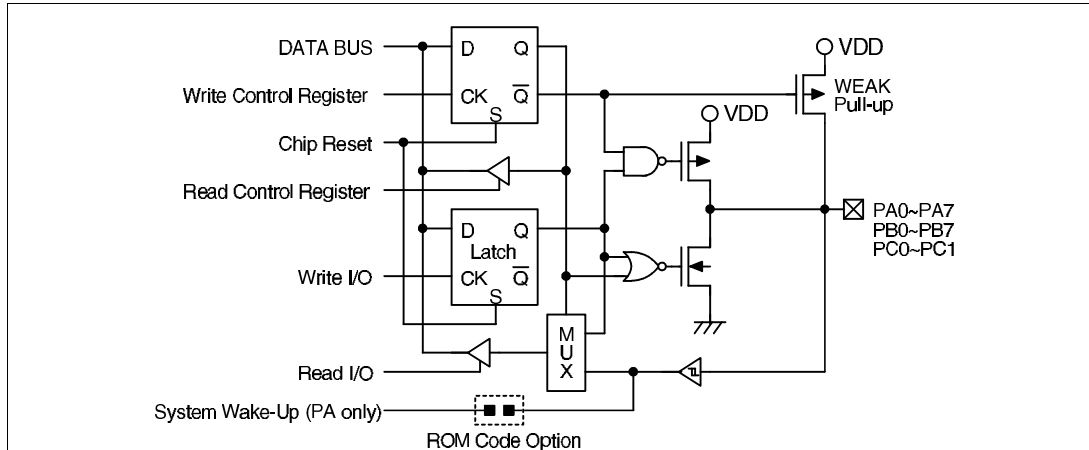 VDD
DATA BUS
D Q
WEAK
Pull-up
Write Control Register
CK Q
VDD
S
Chip Reset
Read Control Register
PA0~PA7
PB0~PB7
PC0~PC1
D Q
Latch
Write I/O
CK Q
S
M
U
X
Read I/O
System Wake-Up (PA only)
ROM Code Option